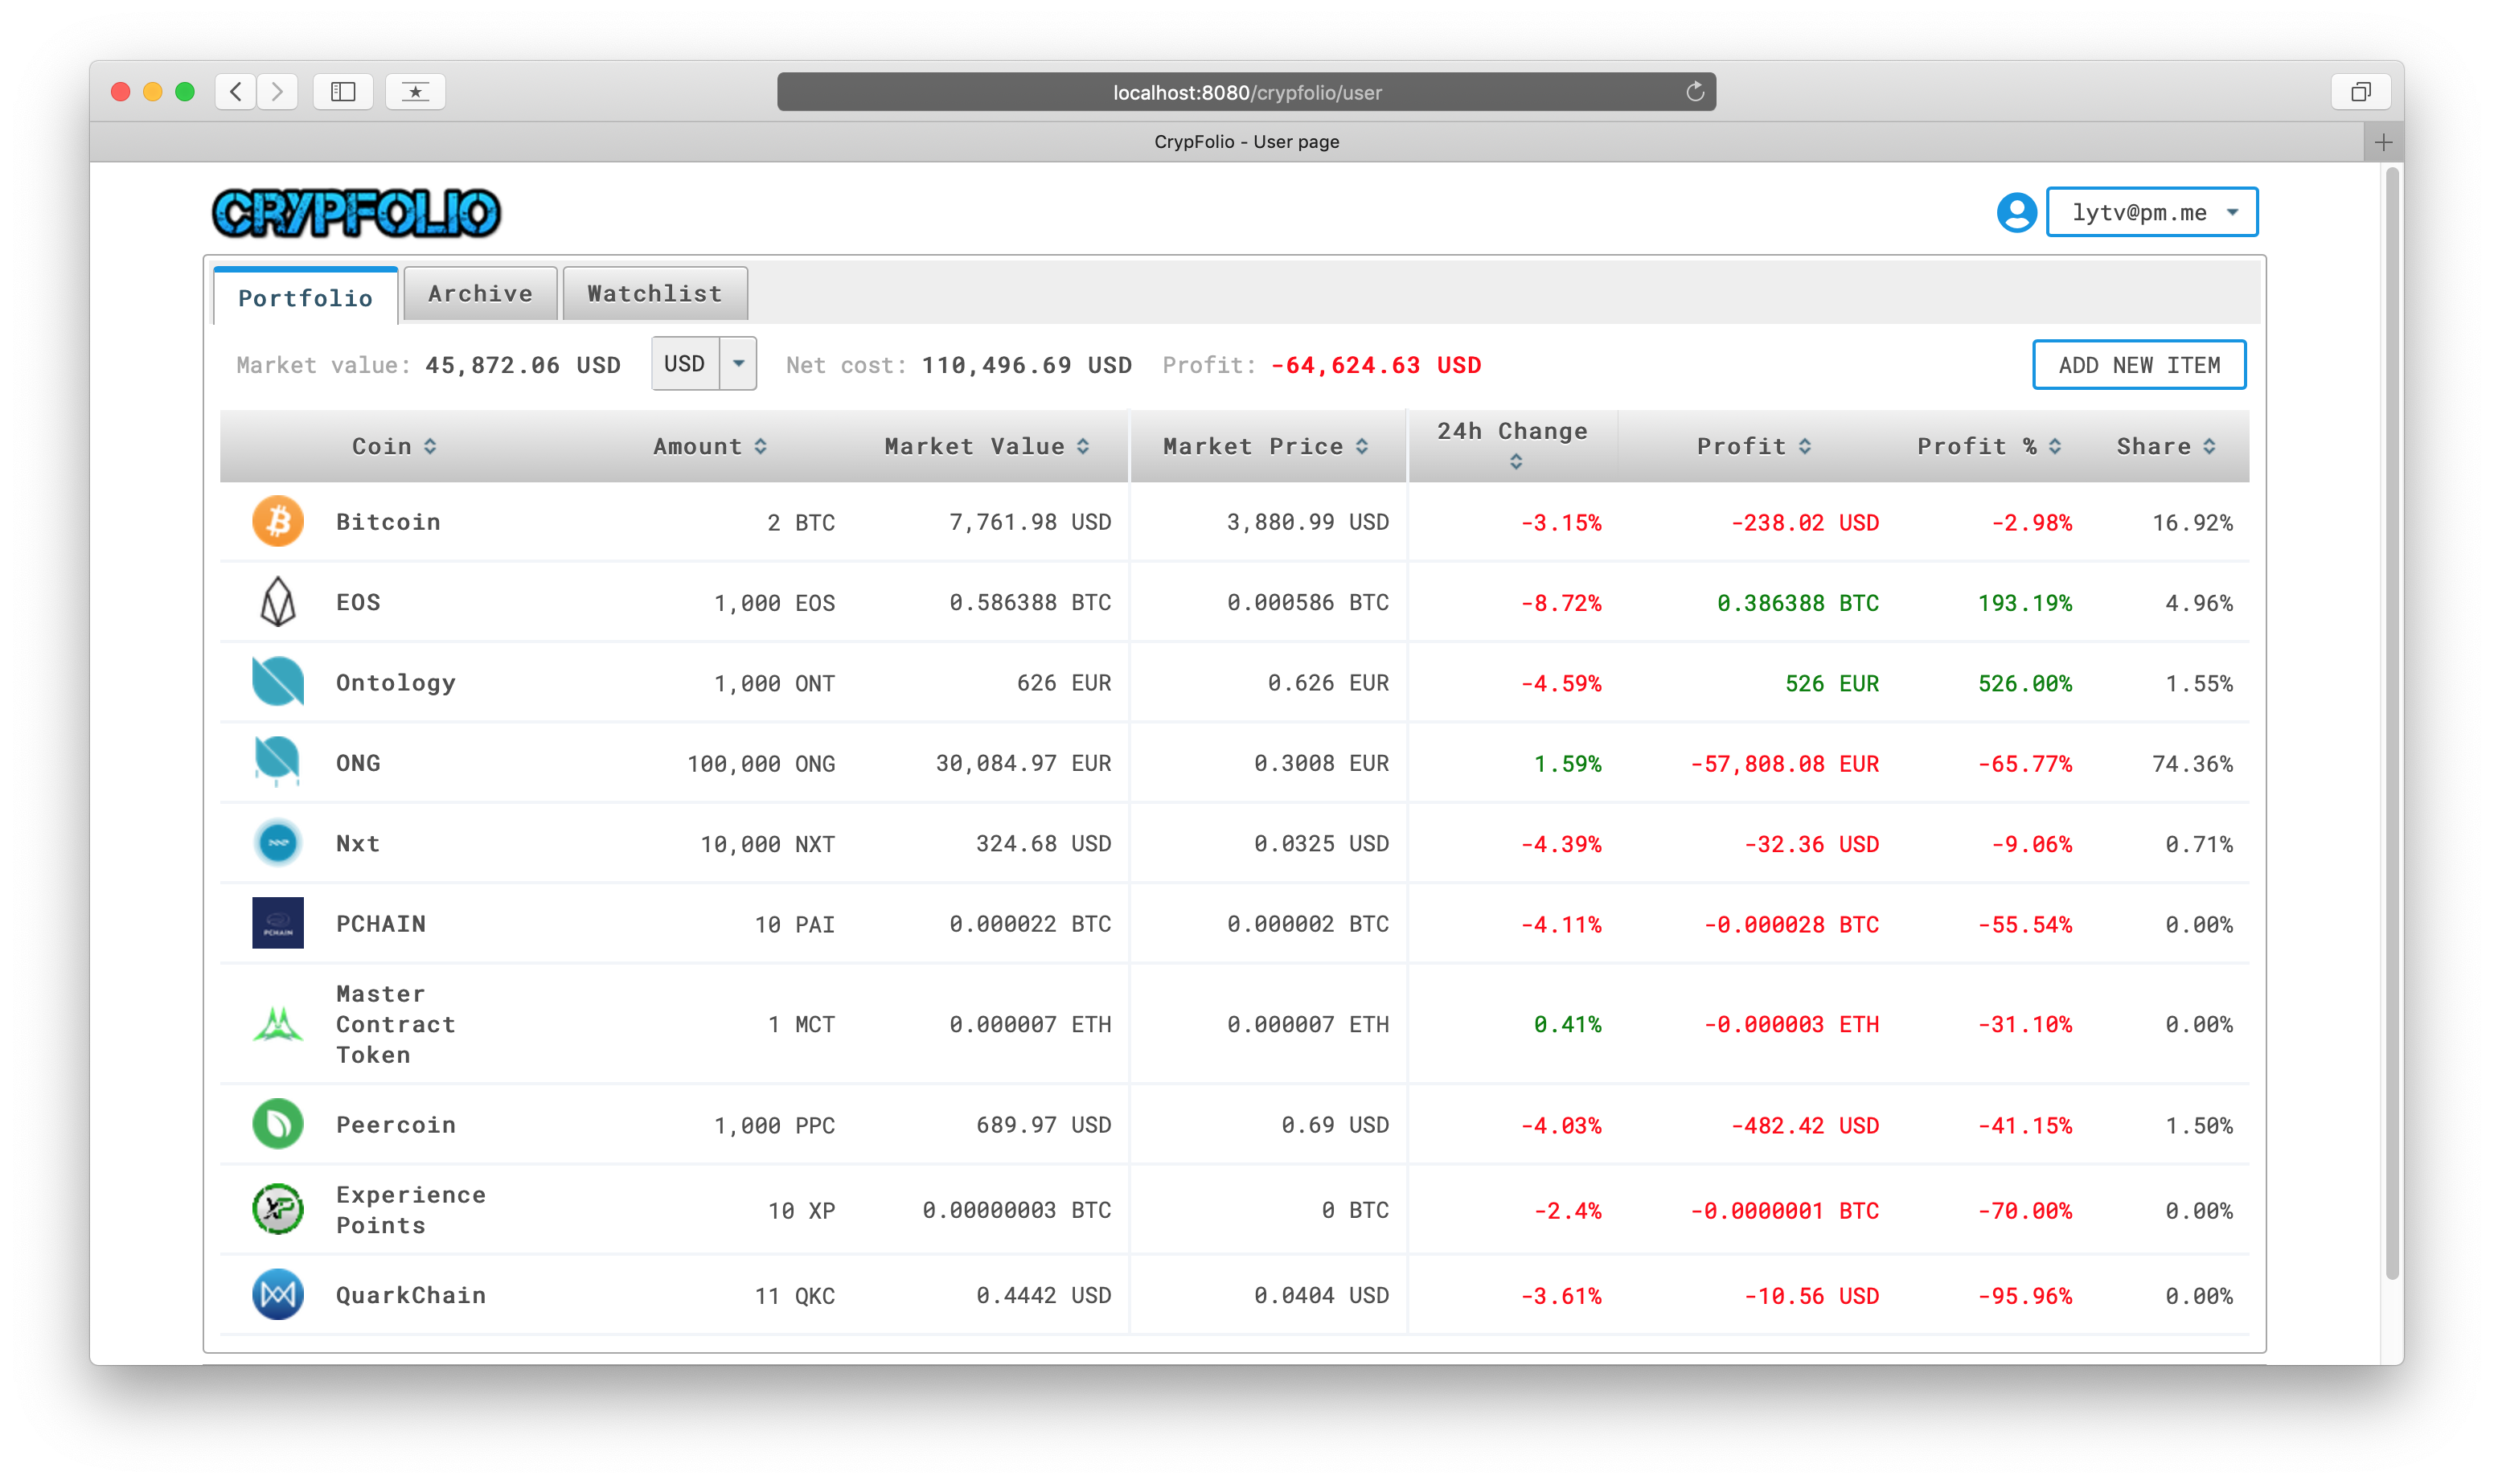 localhost:8080/crypfolio/user
CrypFolio - User page
CRYPFOLIO
lytv@pm.me
Portfolio Archive Watchlist
Market value: 45,872.06 USD USD Net cost: 110,496.69 USD Profit: -64,624.63 USD ADD NEW ITEM
Coin Amount Market Value Market Price 24h Change Profit Profit % Share
Bitcoin 2 BTC 7,761.98 USD 3,880.99 USD -3.15% -238.02 USD -2.98% 16.92%
EOS 1,000 EOS 0.586388 BTC 0.000586 BTC -8.72% 0.386388 BTC 193.19% 4.96%
Ontology 1,000 ONT 626 EUR 0.626 EUR -4.59% 526 EUR 526.00% 1.55%
ONG 100,000 ONG 30,084.97 EUR 0.3008 EUR 1.59% -57,808.08 EUR -65.77% 74.36%
Nxt 10,000 NXT 324.68 USD 0.0325 USD -4.39% -32.36 USD -9.06% 0.71%
PCHAIN PCHAIN 10 PAI 0.000022 BTC 0.000002 BTC -4.11% -0.000028 BTC -55.54% 0.00%
Master
Contract
Token
1 MCT 0.000007 ETH 0.000007 ETH 0.41% -0.000003 ETH -31.10% 0.00%
Peercoin 1,000 PPC 689.97 USD 0.69 USD -4.03% -482.42 USD -41.15% 1.50%
XP
Experience
Points
10 XP 0.00000003 BTC 0 BTC -2.4% -0.0000001 BTC -70.00% 0.00%
QuarkChain 11 QKC 0.4442 USD 0.0404 USD -3.61% -10.56 USD -95.96% 0.00%